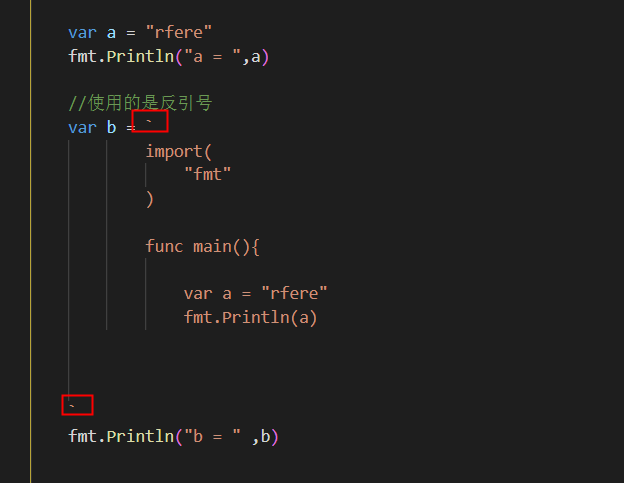 var a = "rfere"
fmt.Println("a = ",a)
//使用的是反引号
var b = `
import(
"fmt"
)
func main(){
var a = "rfere"
fmt.Println(a)
`
fmt.Println("b = " ,b)